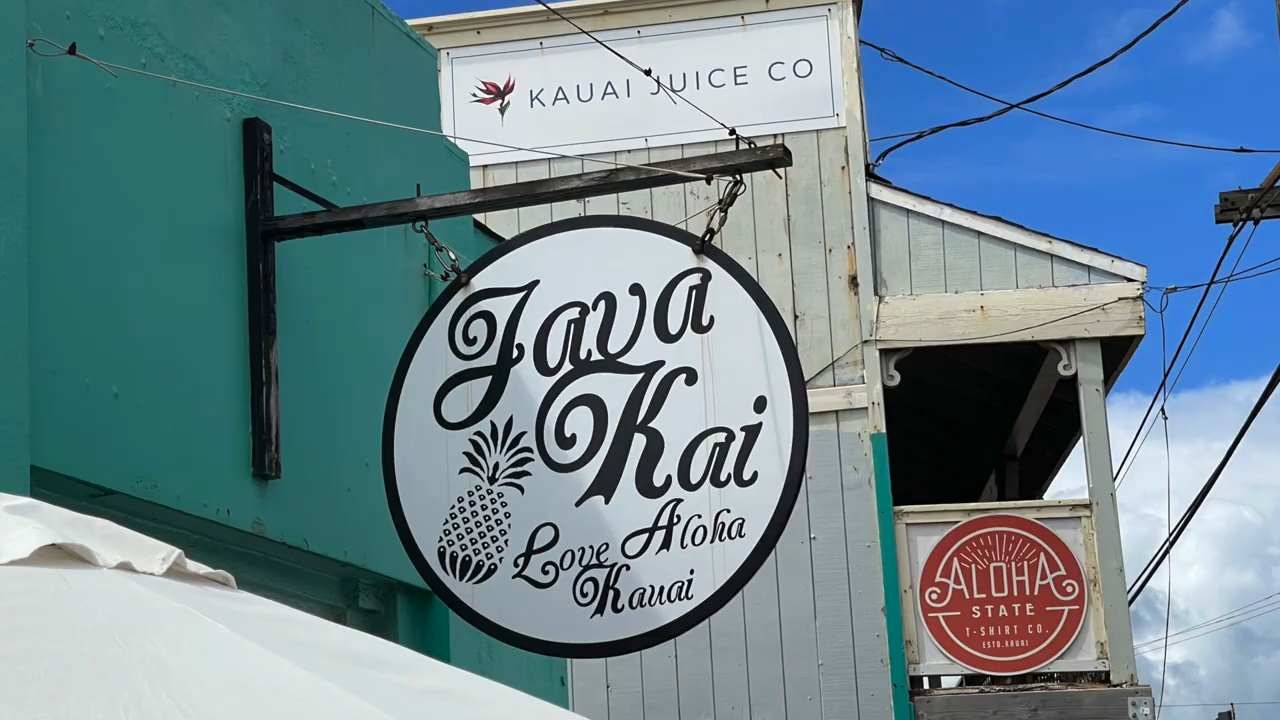 KAUAI JUICE CO
Java
Kai
Love Aloha
Kauai
ALOHA
STATE
T-SHIRT CO.
ESTD.KAUAI